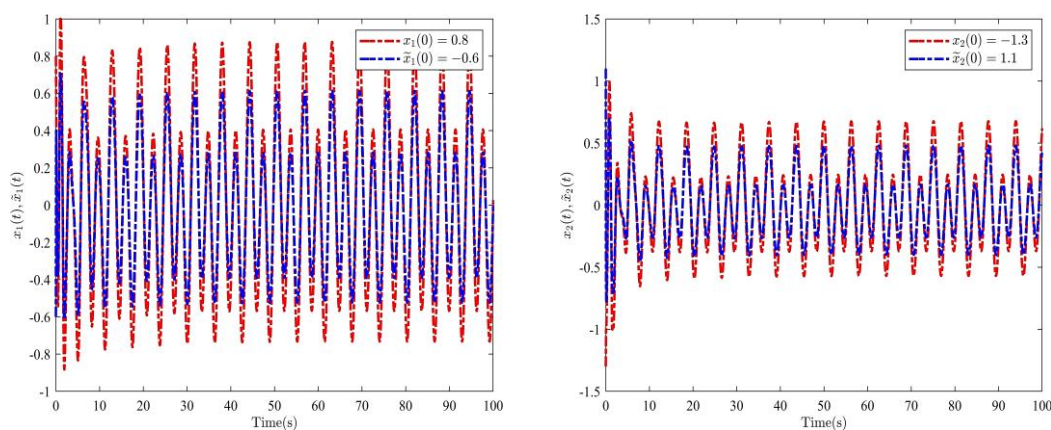 1
0.8
0.6
0.4
0.2
0
-0.2
-0.4
-0.6
-0.8
-1
x₁(t), x̃₁(t)
x₁(0) = 0.8
x̃₁(0) = −0.6
0 10 20 30 40 50 60 70 80 90 100
Time(s)
1.5
1
0.5
0
-0.5
-1
-1.5
x₂(t), x̃₂(t)
x₂(0) = −1.3
x̃₂(0) = 1.1
0 10 20 30 40 50 60 70 80 90 100
Time(s)